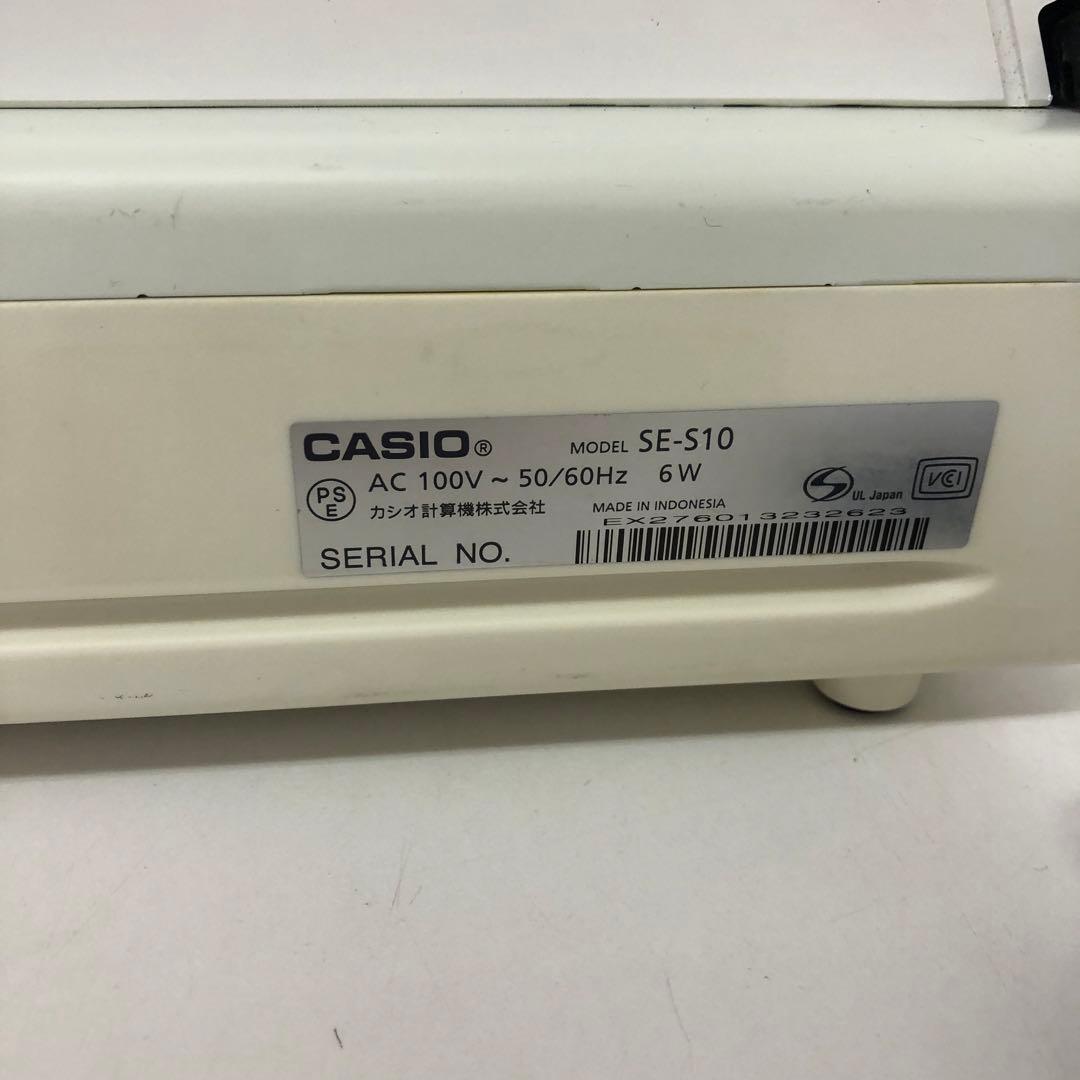 CASIO® MODEL SE-S10
AC 100V ~ 50/60Hz 6W
PSE カシオ計算機株式会社 MADE IN INDONESIA
S UL Japan VCI
EX276013232623
SERIAL NO.